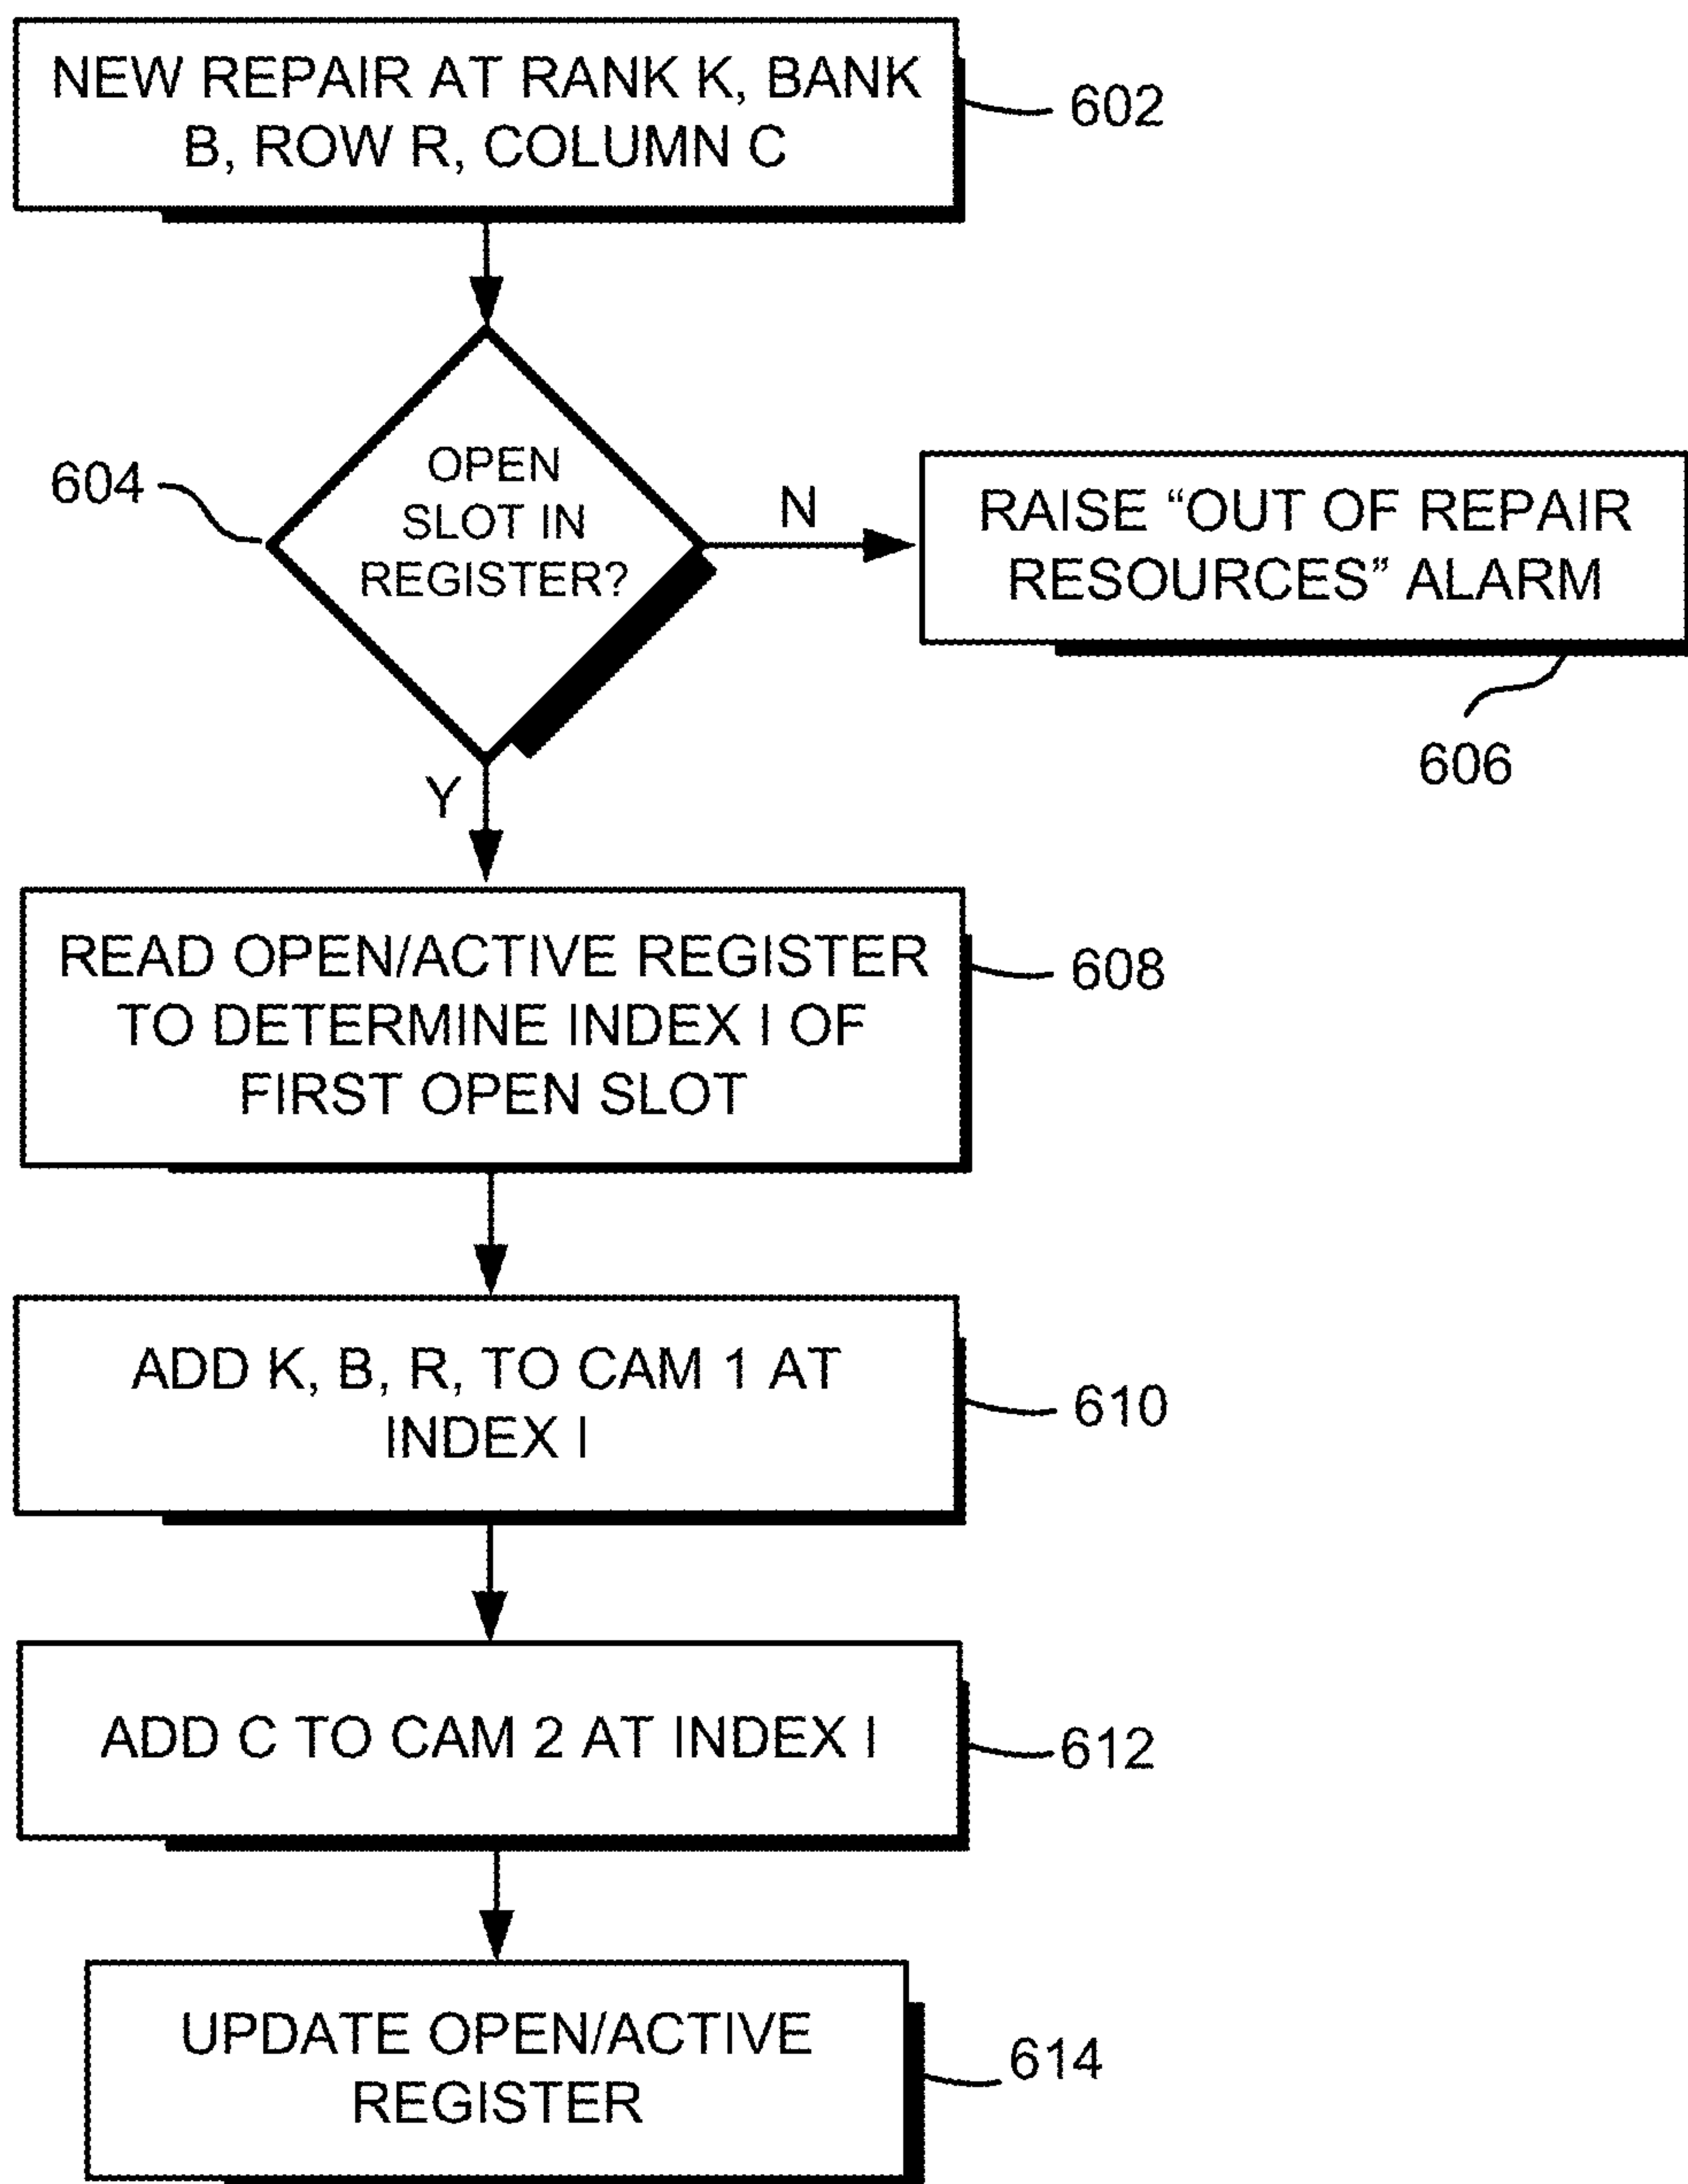 NEW REPAIR AT RANK K, BANK
B, ROW R, COLUMN C
602
OPEN
SLOT IN
REGISTER?
604
N
RAISE “OUT OF REPAIR
RESOURCES” ALARM
606
Y
READ OPEN/ACTIVE REGISTER
TO DETERMINE INDEX I OF
FIRST OPEN SLOT
608
ADD K, B, R, TO CAM 1 AT
INDEX I
610
ADD C TO CAM 2 AT INDEX I
612
UPDATE OPEN/ACTIVE
REGISTER
614